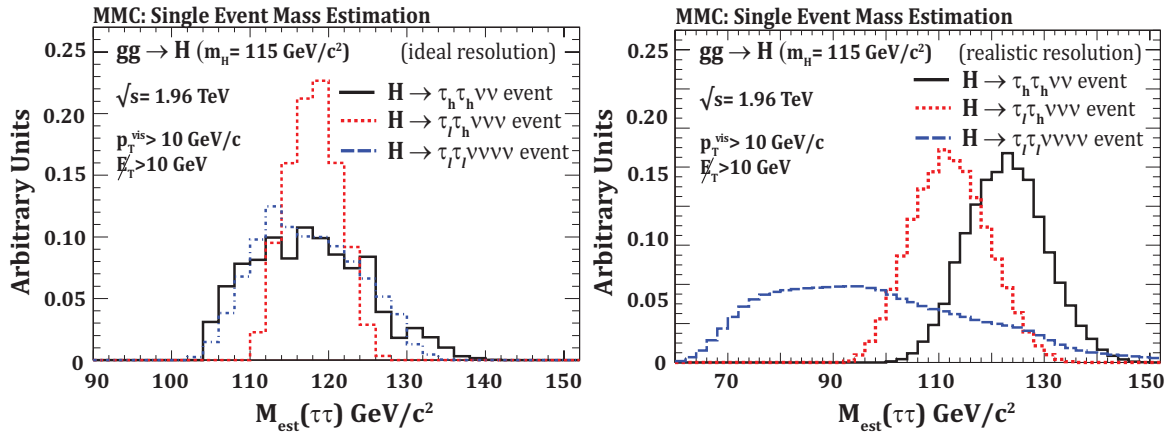 MMC: Single Event Mass Estimation
gg → H (m_H = 115 GeV/c²) (ideal resolution)
√s= 1.96 TeV
p_T^vis> 10 GeV/c
E̸_T>10 GeV
H → τ_hτ_hνν event
H → τ_lτ_hννν event
H → τ_lτ_lνννν event
Arbitrary Units
0.25
0.20
0.15
0.10
0.05
0
90 100 110 120 130 140 150
M_est(ττ) GeV/c²
MMC: Single Event Mass Estimation
gg → H (m_H = 115 GeV/c²) (realistic resolution)
√s= 1.96 TeV
p_T^vis> 10 GeV/c
E̸_T>10 GeV
H → τ_hτ_hνν event
H → τ_lτ_hννν event
H → τ_lτ_lνννν event
Arbitrary Units
0.25
0.20
0.15
0.10
0.05
0
70 90 110 130 150
M_est(ττ) GeV/c²